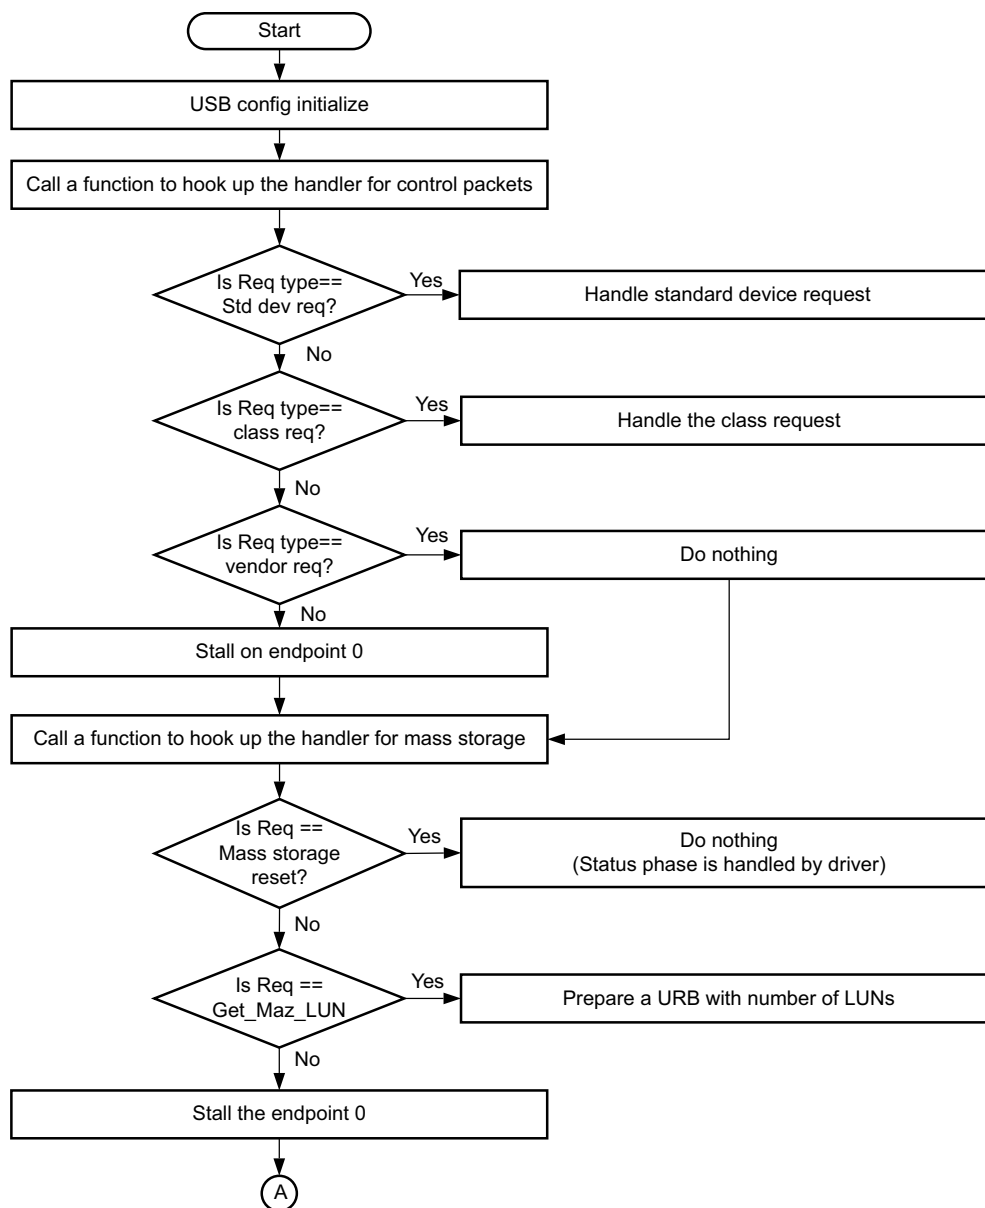 Start
USB config initialize
Call a function to hook up the handler for control packets
Is Req type==
Std dev req?
Yes
Handle standard device request
No
Is Req type==
class req?
Yes
Handle the class request
No
Is Req type==
vendor req?
Yes
Do nothing
No
Stall on endpoint 0
Call a function to hook up the handler for mass storage
Is Req ==
Mass storage
reset?
Yes
Do nothing
(Status phase is handled by driver)
No
Is Req ==
Get_Maz_LUN
Yes
Prepare a URB with number of LUNs
No
Stall the endpoint 0
A